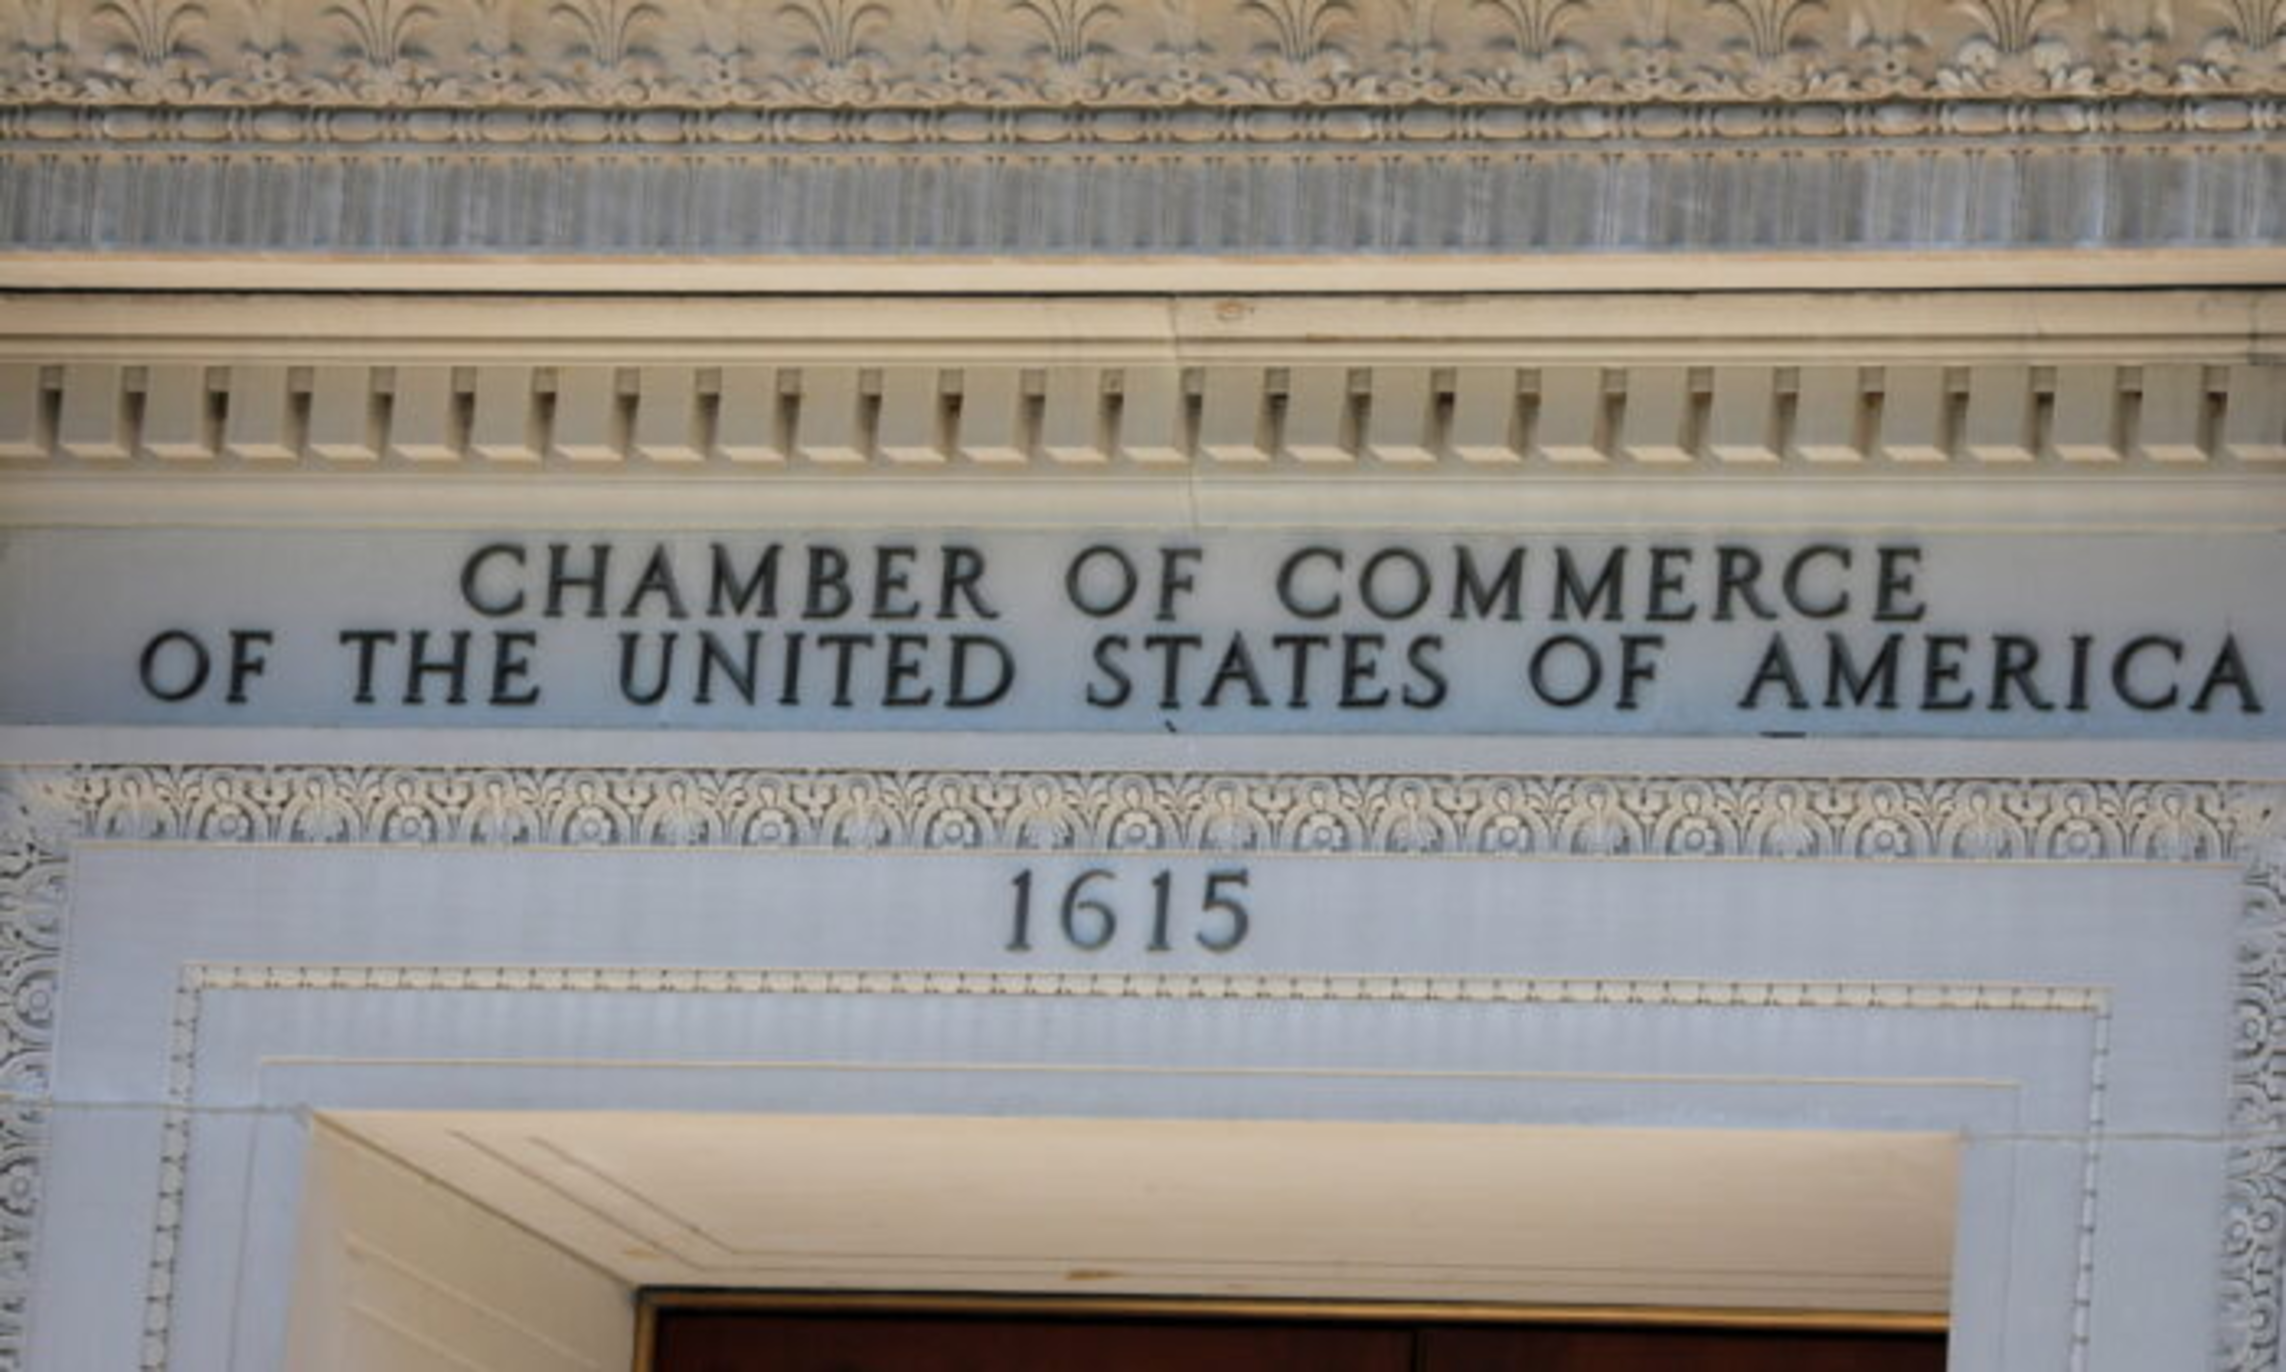 CHAMBER OF COMMERCE
OF THE UNITED STATES OF AMERICA
1615